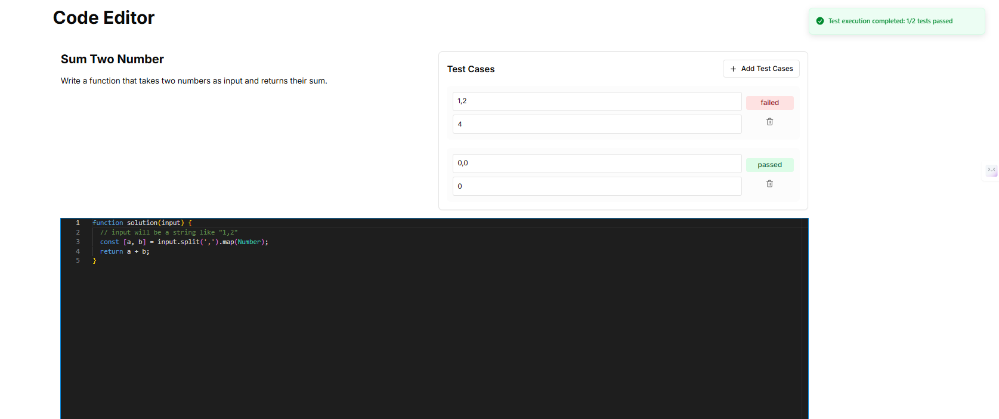 Code Editor
Test execution completed: 1/2 tests passed
Sum Two Number
Write a function that takes two numbers as input and returns their sum.
Test Cases
+ Add Test Cases
1,2
failed
4
0,0
passed
0
1 function solution(input) {
2 // input will be a string like "1,2"
3 const [a, b] = input.split(',').map(Number);
4 return a + b;
5 }